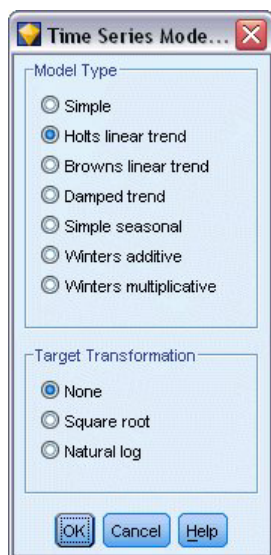 Time Series Mode...
Model Type
Simple
Holts linear trend
Browns linear trend
Damped trend
Simple seasonal
Winters additive
Winters multiplicative
Target Transformation
None
Square root
Natural log
OK Cancel Help